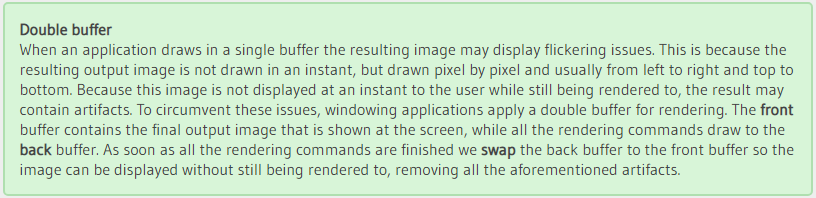 Double buffer
When an application draws in a single buffer the resulting image may display flickering issues. This is because the
resulting output image is not drawn in an instant, but drawn pixel by pixel and usually from left to right and top to
bottom. Because this image is not displayed at an instant to the user while still being rendered to, the result may
contain artifacts. To circumvent these issues, windowing applications apply a double buffer for rendering. The front
buffer contains the final output image that is shown at the screen, while all the rendering commands draw to the
back buffer. As soon as all the rendering commands are finished we swap the back buffer to the front buffer so the
image can be displayed without still being rendered to, removing all the aforementioned artifacts.